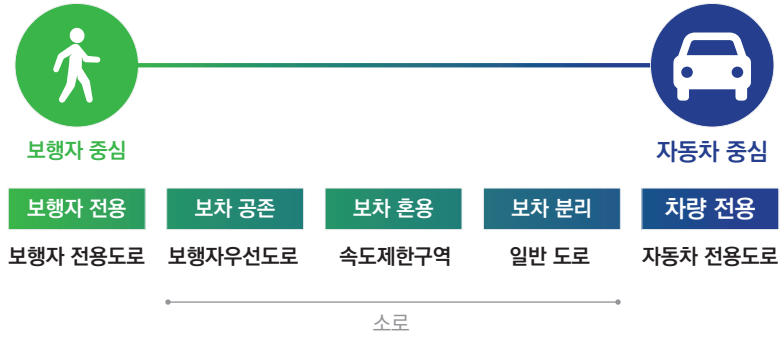 보행자 중심
자동차 중심
보행자 전용 보차 공존 보차 혼용 보차 분리 차량 전용
보행자 전용도로 보행자우선도로 속도제한구역 일반 도로 자동차 전용도로
소로